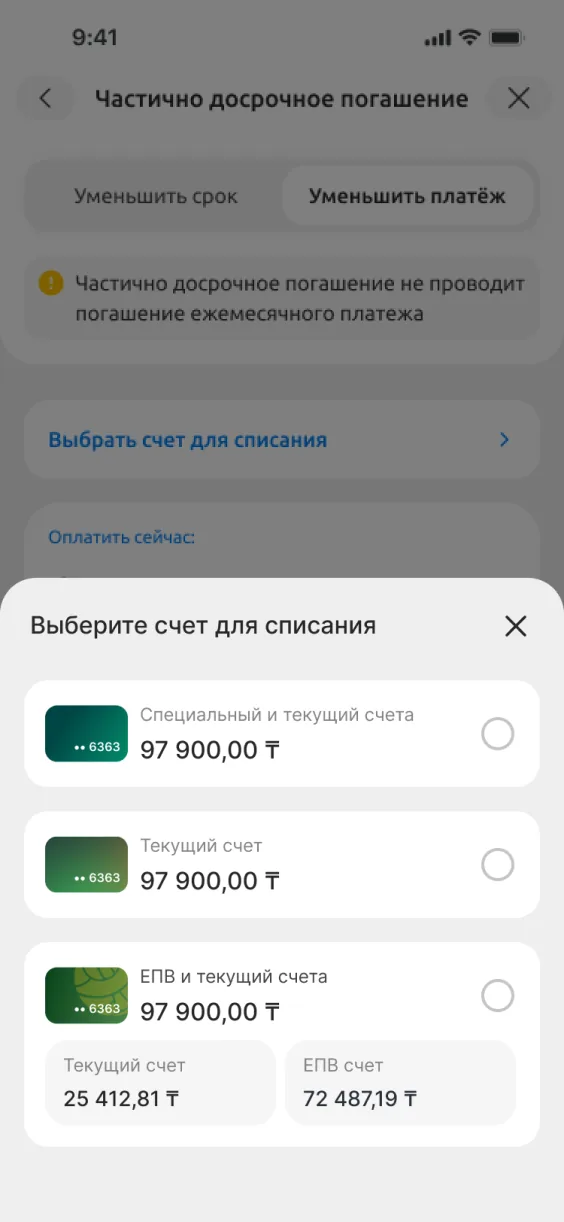 9:41
Частично досрочное погашение
Уменьшить срок
Уменьшить платёж
Частично досрочное погашение не проводит
погашение ежемесячного платежа
Выбрать счет для списания
Оплатить сейчас:
Выберите счет для списания
Специальный и текущий счета
•• 6363
97 900,00 ₸
Текущий счет
•• 6363
97 900,00 ₸
ЕПВ и текущий счета
•• 6363
97 900,00 ₸
Текущий счет
ЕПВ счет
25 412,81 ₸
72 487,19 ₸